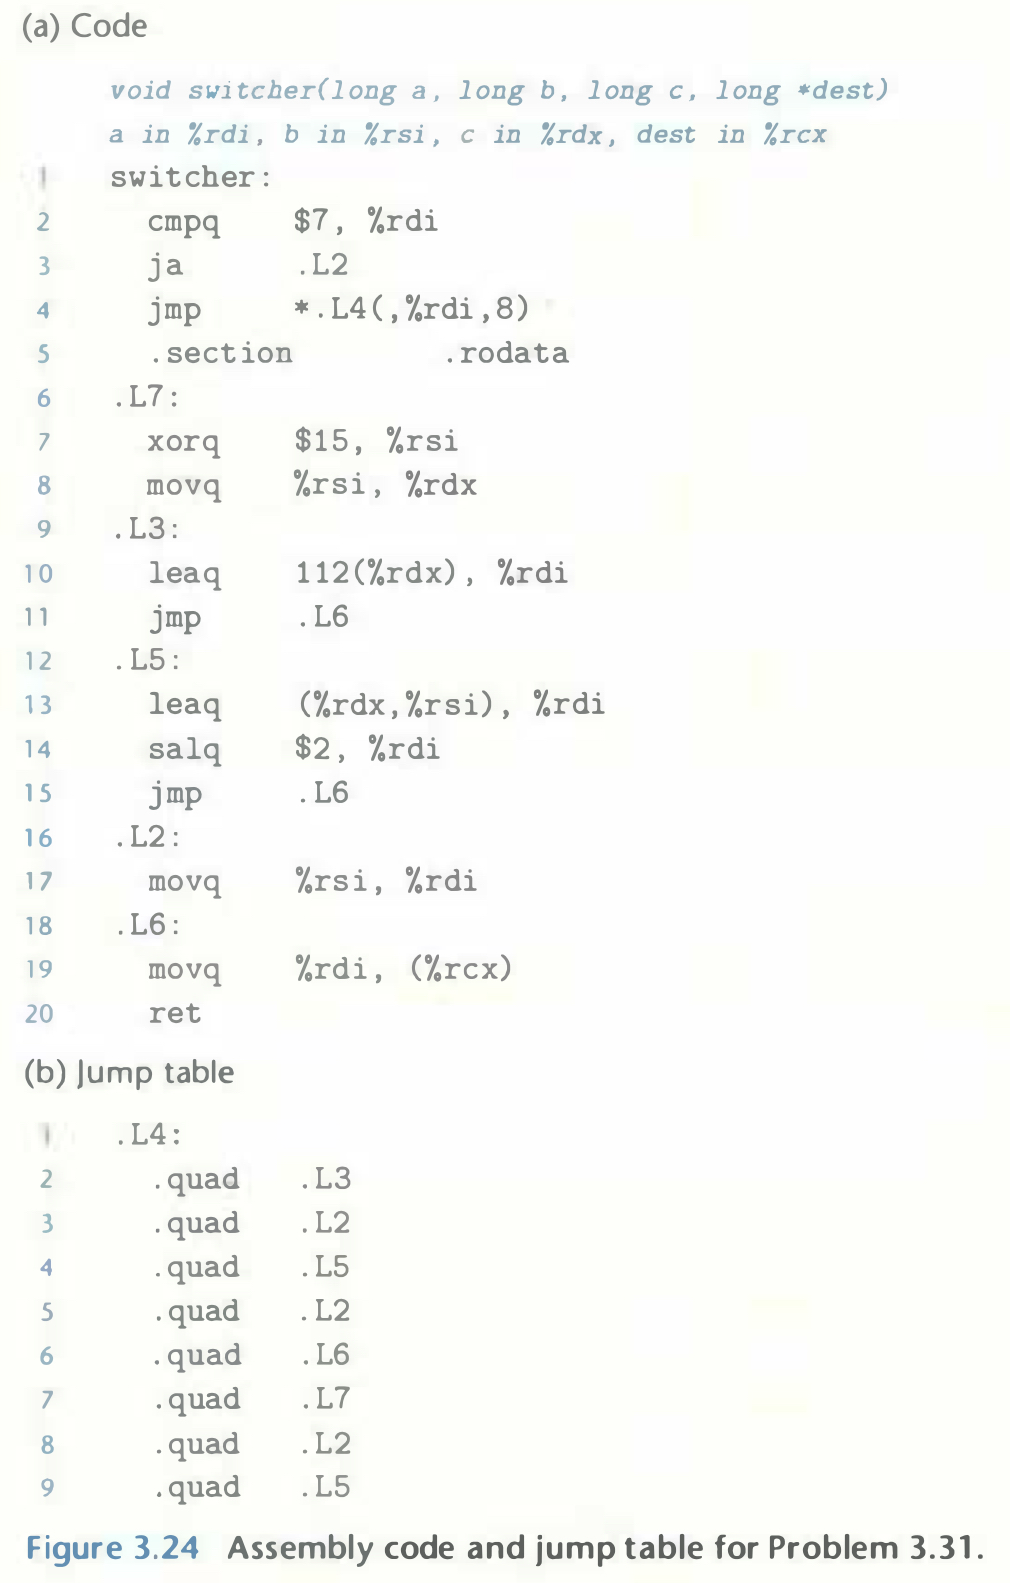 (a) Code
void switcher(long a, long b, long c, long *dest)
a in %rdi, b in %rsi, c in %rdx, dest in %rcx
1 switcher:
2 cmpq $7, %rdi
3 ja .L2
4 jmp *.L4(,%rdi,8)
5 .section .rodata
6 .L7:
7 xorq $15, %rsi
8 movq %rsi, %rdx
9 .L3:
10 leaq 112(%rdx), %rdi
11 jmp .L6
12 .L5:
13 leaq (%rdx,%rsi), %rdi
14 salq $2, %rdi
15 jmp .L6
16 .L2:
17 movq %rsi, %rdi
18 .L6:
19 movq %rdi, (%rcx)
20 ret
(b) Jump table
1 .L4:
2 .quad .L3
3 .quad .L2
4 .quad .L5
5 .quad .L2
6 .quad .L6
7 .quad .L7
8 .quad .L2
9 .quad .L5
Figure 3.24 Assembly code and jump table for Problem 3.31.